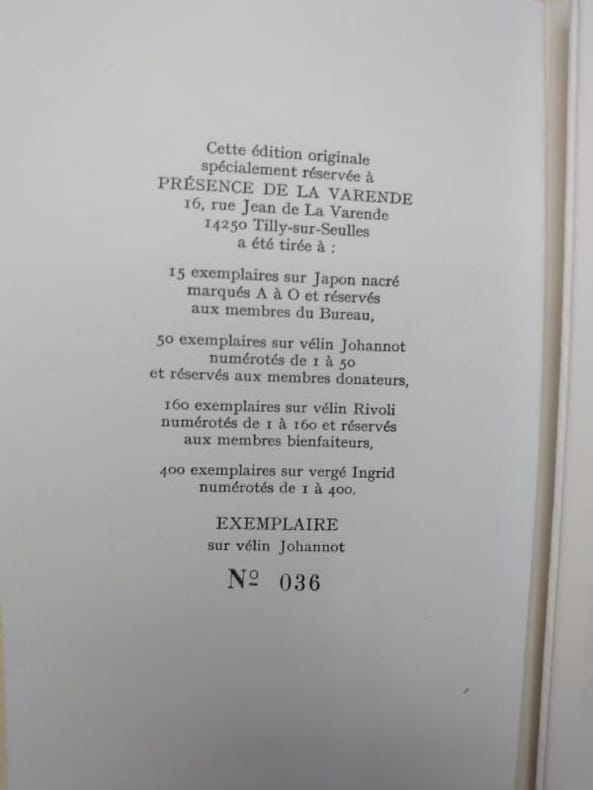 Cette édition originale
spécialement réservée à
PRÉSENCE DE LA VARENDE
16, rue Jean de La Varende
14250 Tilly-sur-Seulles
a été tirée à :
15 exemplaires sur Japon nacré
marqués A à O et réservés
aux membres du Bureau,
50 exemplaires sur vélin Johannot
numérotés de 1 à 50
et réservés aux membres donateurs,
160 exemplaires sur vélin Rivoli
numérotés de 1 à 160 et réservés
aux membres bienfaiteurs,
400 exemplaires sur vergé Ingrid
numérotés de 1 à 400.
EXEMPLAIRE
sur vélin Johannot
Nº 036